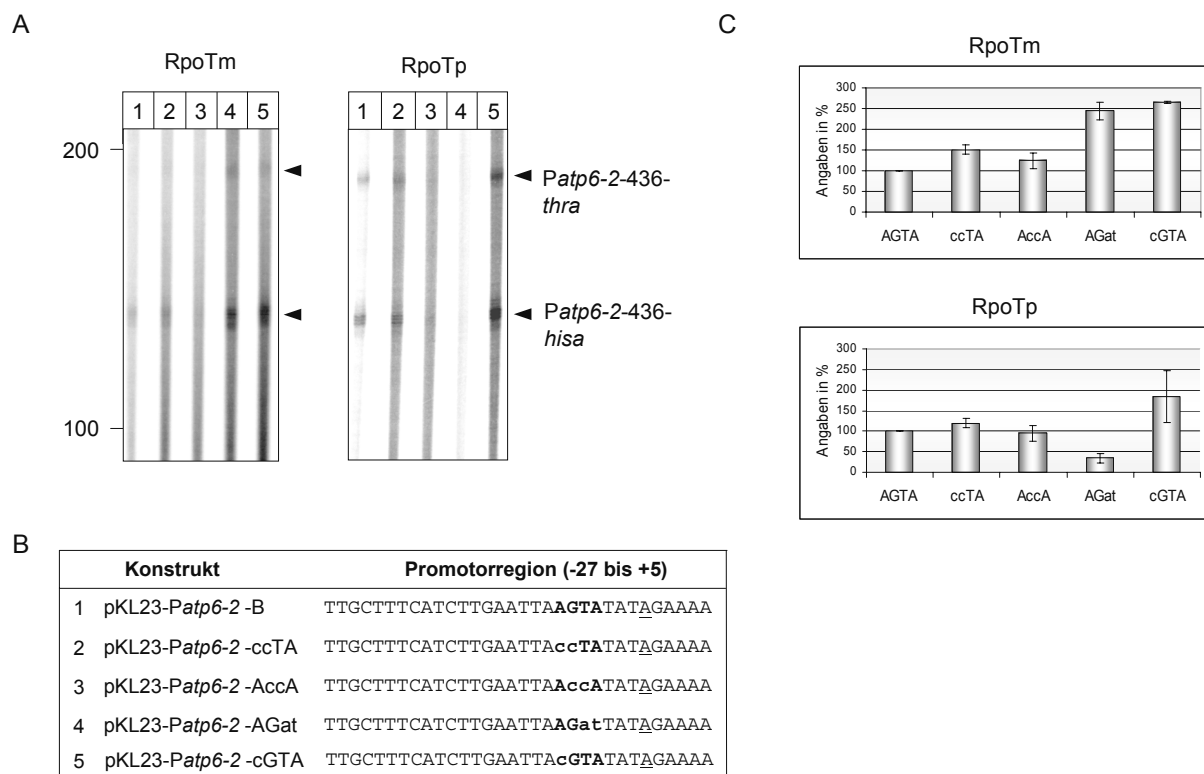 A
RpoTm
1 2 3 4 5
200
100
RpoTp
1 2 3 4 5
Patp6-2-436-
thra
Patp6-2-436-
hisa
B
Konstrukt Promotorregion (-27 bis +5)
1 pKL23-Patp6-2 -B TTGCTTTCATCTTGAATTAAGTATATAGAAAA
2 pKL23-Patp6-2 -ccTA TTGCTTTCATCTTGAATTAccTATATAGAAAA
3 pKL23-Patp6-2 -AccA TTGCTTTCATCTTGAATTAAccATATAGAAAA
4 pKL23-Patp6-2 -AGat TTGCTTTCATCTTGAATTAAGatTATAGAAAA
5 pKL23-Patp6-2 -cGTA TTGCTTTCATCTTGAATTAcGTATATAGAAAA
C
RpoTm
Angaben in %
300
250
200
150
100
50
0
AGTA ccTA AccA AGat cGTA
RpoTp
Angaben in %
300
250
200
150
100
50
0
AGTA ccTA AccA AGat cGTA